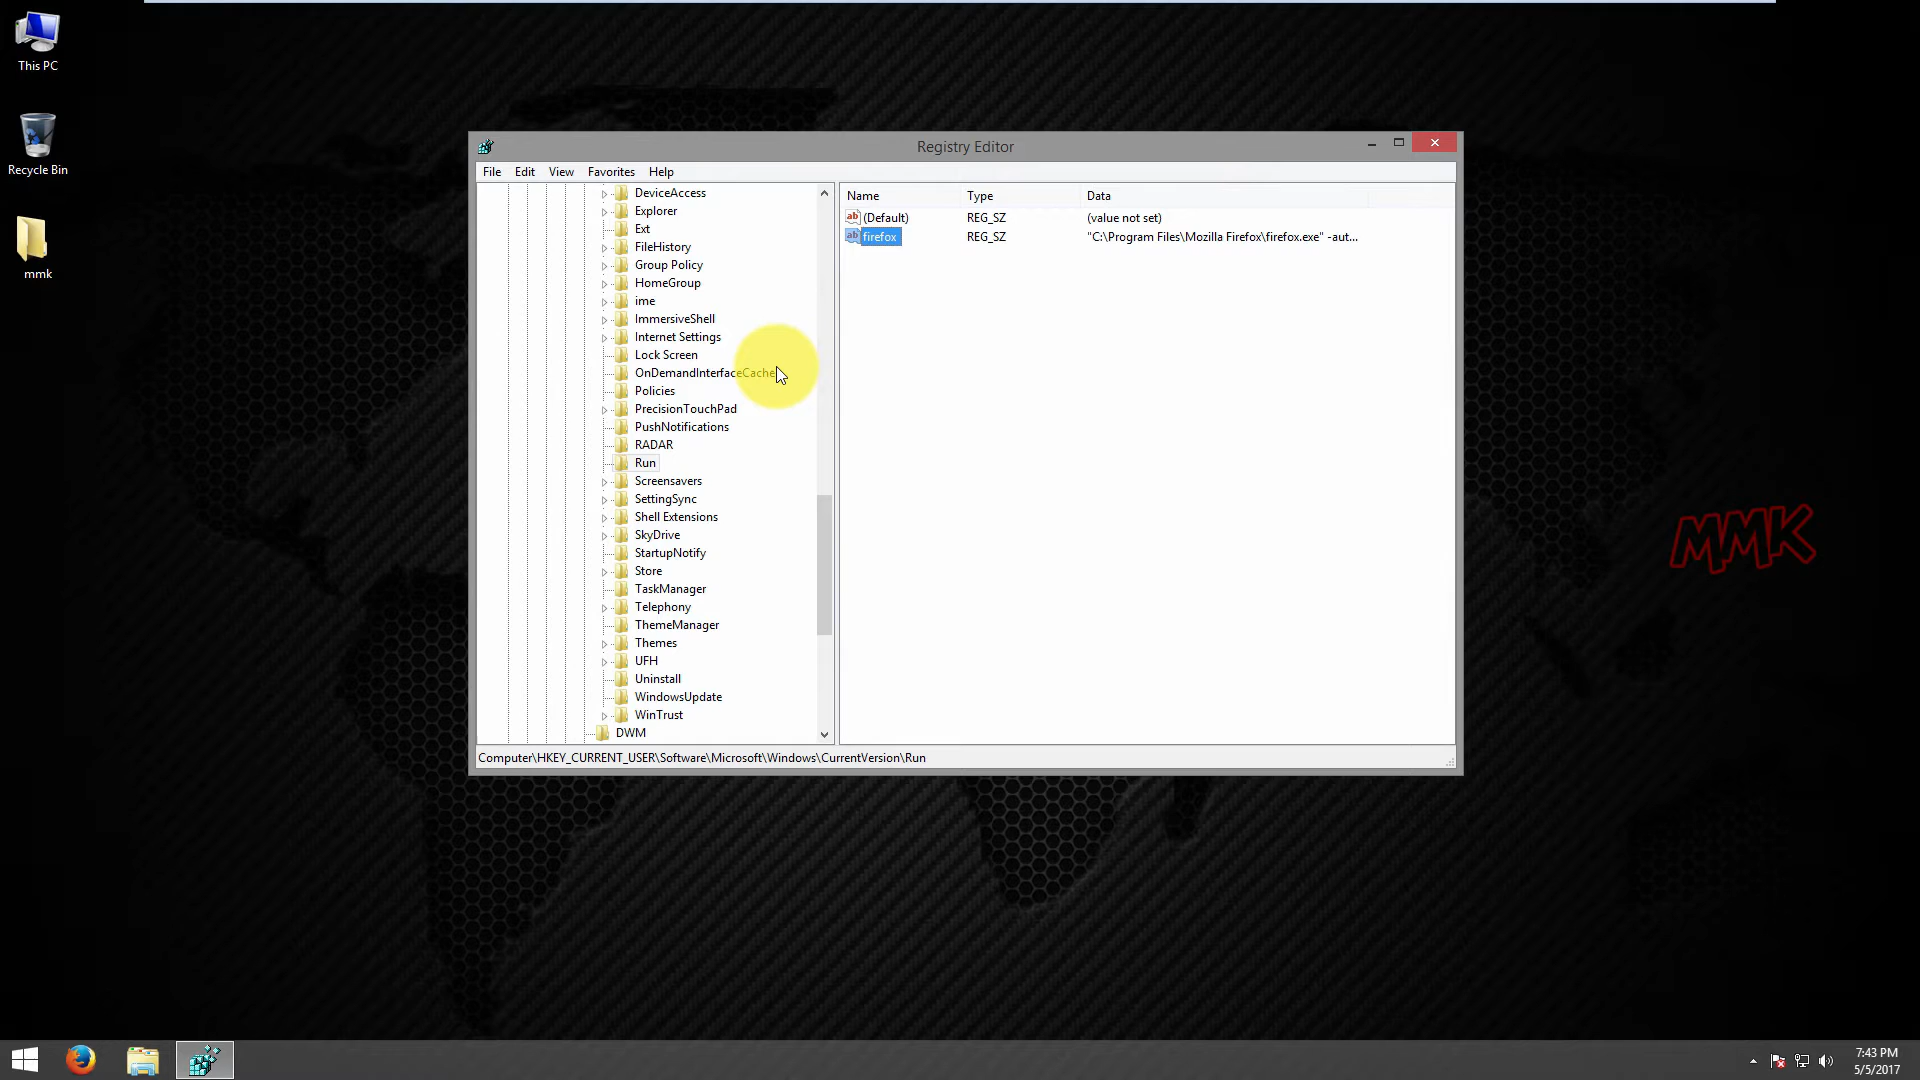 This PC
Recycle Bin
mmk
Registry Editor
File Edit View Favorites Help
DeviceAccess
Explorer
Ext
FileHistory
Group Policy
HomeGroup
ime
ImmersiveShell
Internet Settings
Lock Screen
OnDemandInterfaceCache
Policies
PrecisionTouchPad
PushNotifications
RADAR
Run
Screensavers
SettingSync
Shell Extensions
SkyDrive
StartupNotify
Store
TaskManager
Telephony
ThemeManager
Themes
UFH
Uninstall
WindowsUpdate
WinTrust
DWM
Name Type Data
ab (Default) REG_SZ (value not set)
ab firefox REG_SZ "C:\Program Files\Mozilla Firefox\firefox.exe" -aut...
Computer\HKEY_CURRENT_USER\Software\Microsoft\Windows\CurrentVersion\Run
MMK
7:43 PM
5/5/2017